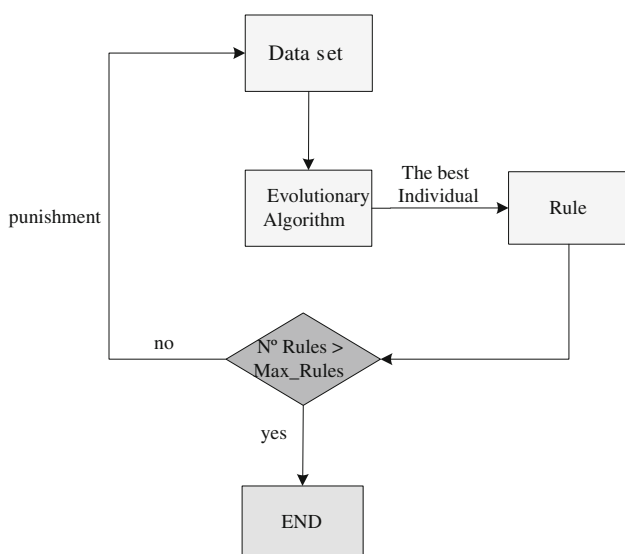 Data set
The best
Individual
Evolutionary
Algorithm
Rule
punishment
no
Nº Rules >
Max_Rules
yes
END